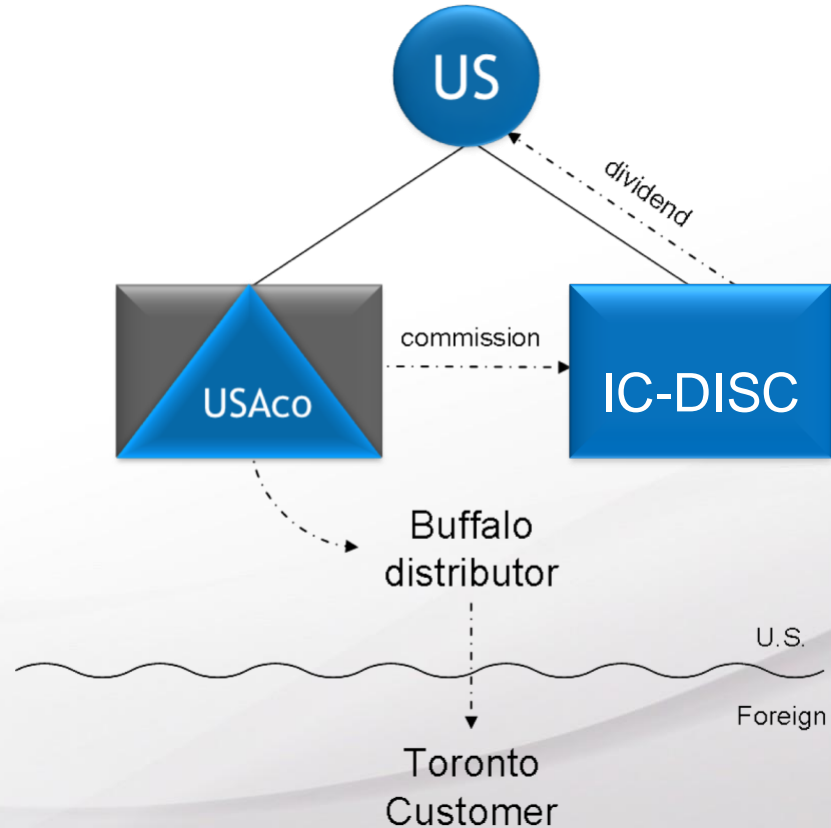 US
dividend
commission
USAco
IC-DISC
Buffalo
distributor
U.S.
Foreign
Toronto
Customer